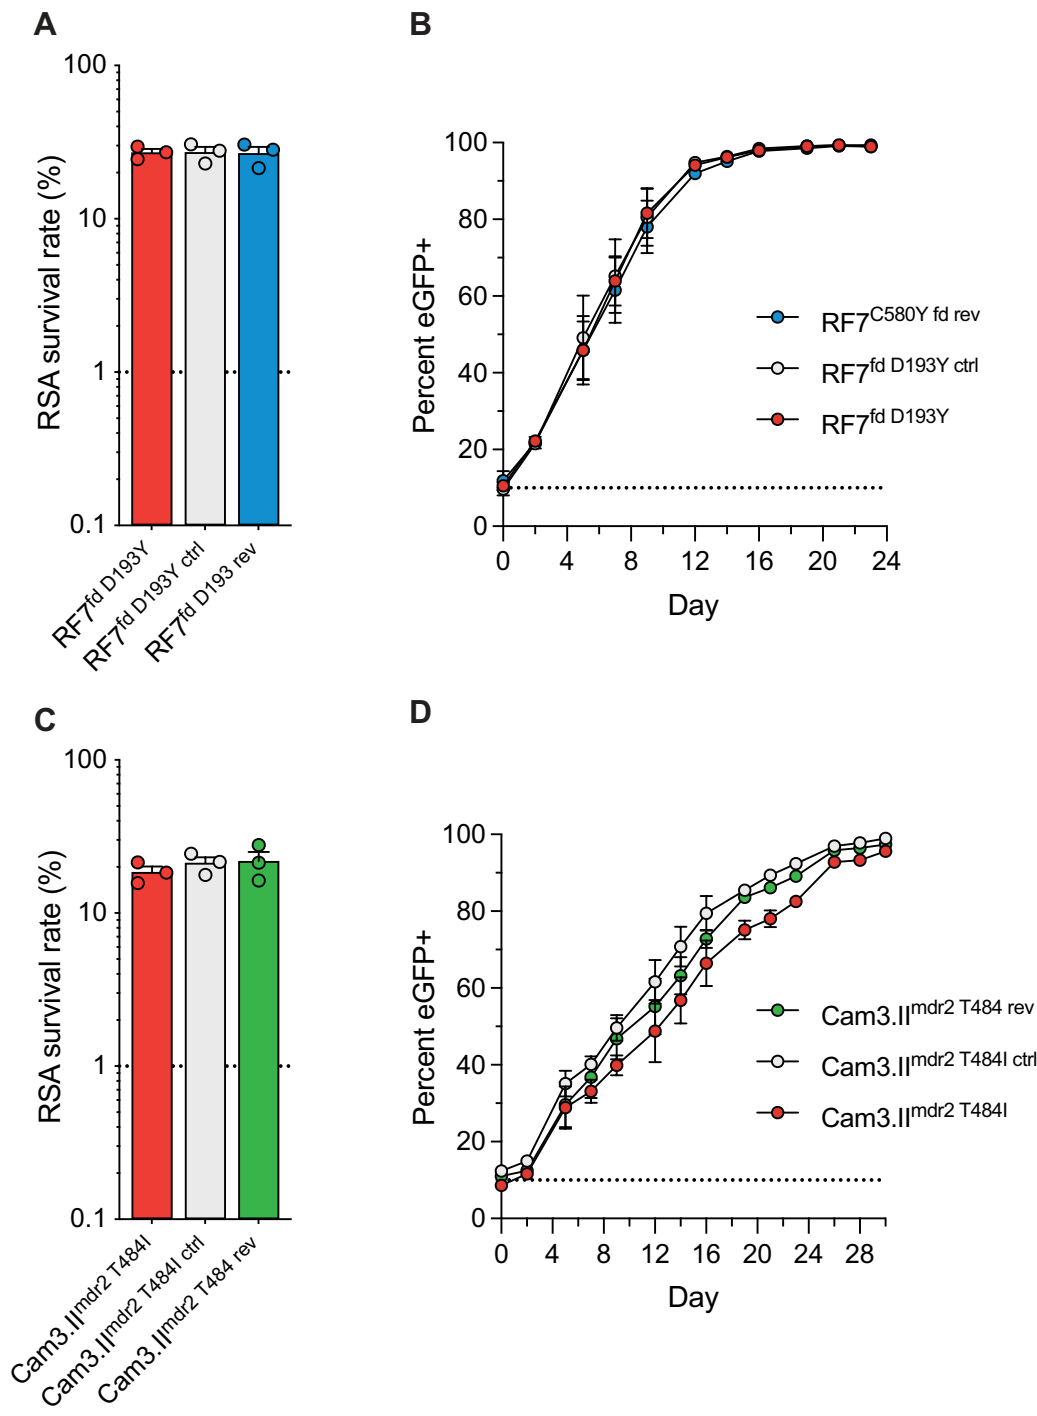 A
RSA survival rate (%)
100
10
1
0.1
RF7fd D193Y
RF7fd D193Y ctrl
RF7fd D193 rev
B
Percent eGFP+
100
80
60
40
20
0
0 4 8 12 16 20 24
Day
RF7C580Y fd rev
RF7fd D193Y ctrl
RF7fd D193Y
C
RSA survival rate (%)
100
10
1
0.1
Cam3.IImdr2 T484I
Cam3.IImdr2 T484I ctrl
Cam3.IImdr2 T484 rev
D
Percent eGFP+
100
80
60
40
20
0
0 4 8 12 16 20 24 28
Day
Cam3.IImdr2 T484 rev
Cam3.IImdr2 T484I ctrl
Cam3.IImdr2 T484I